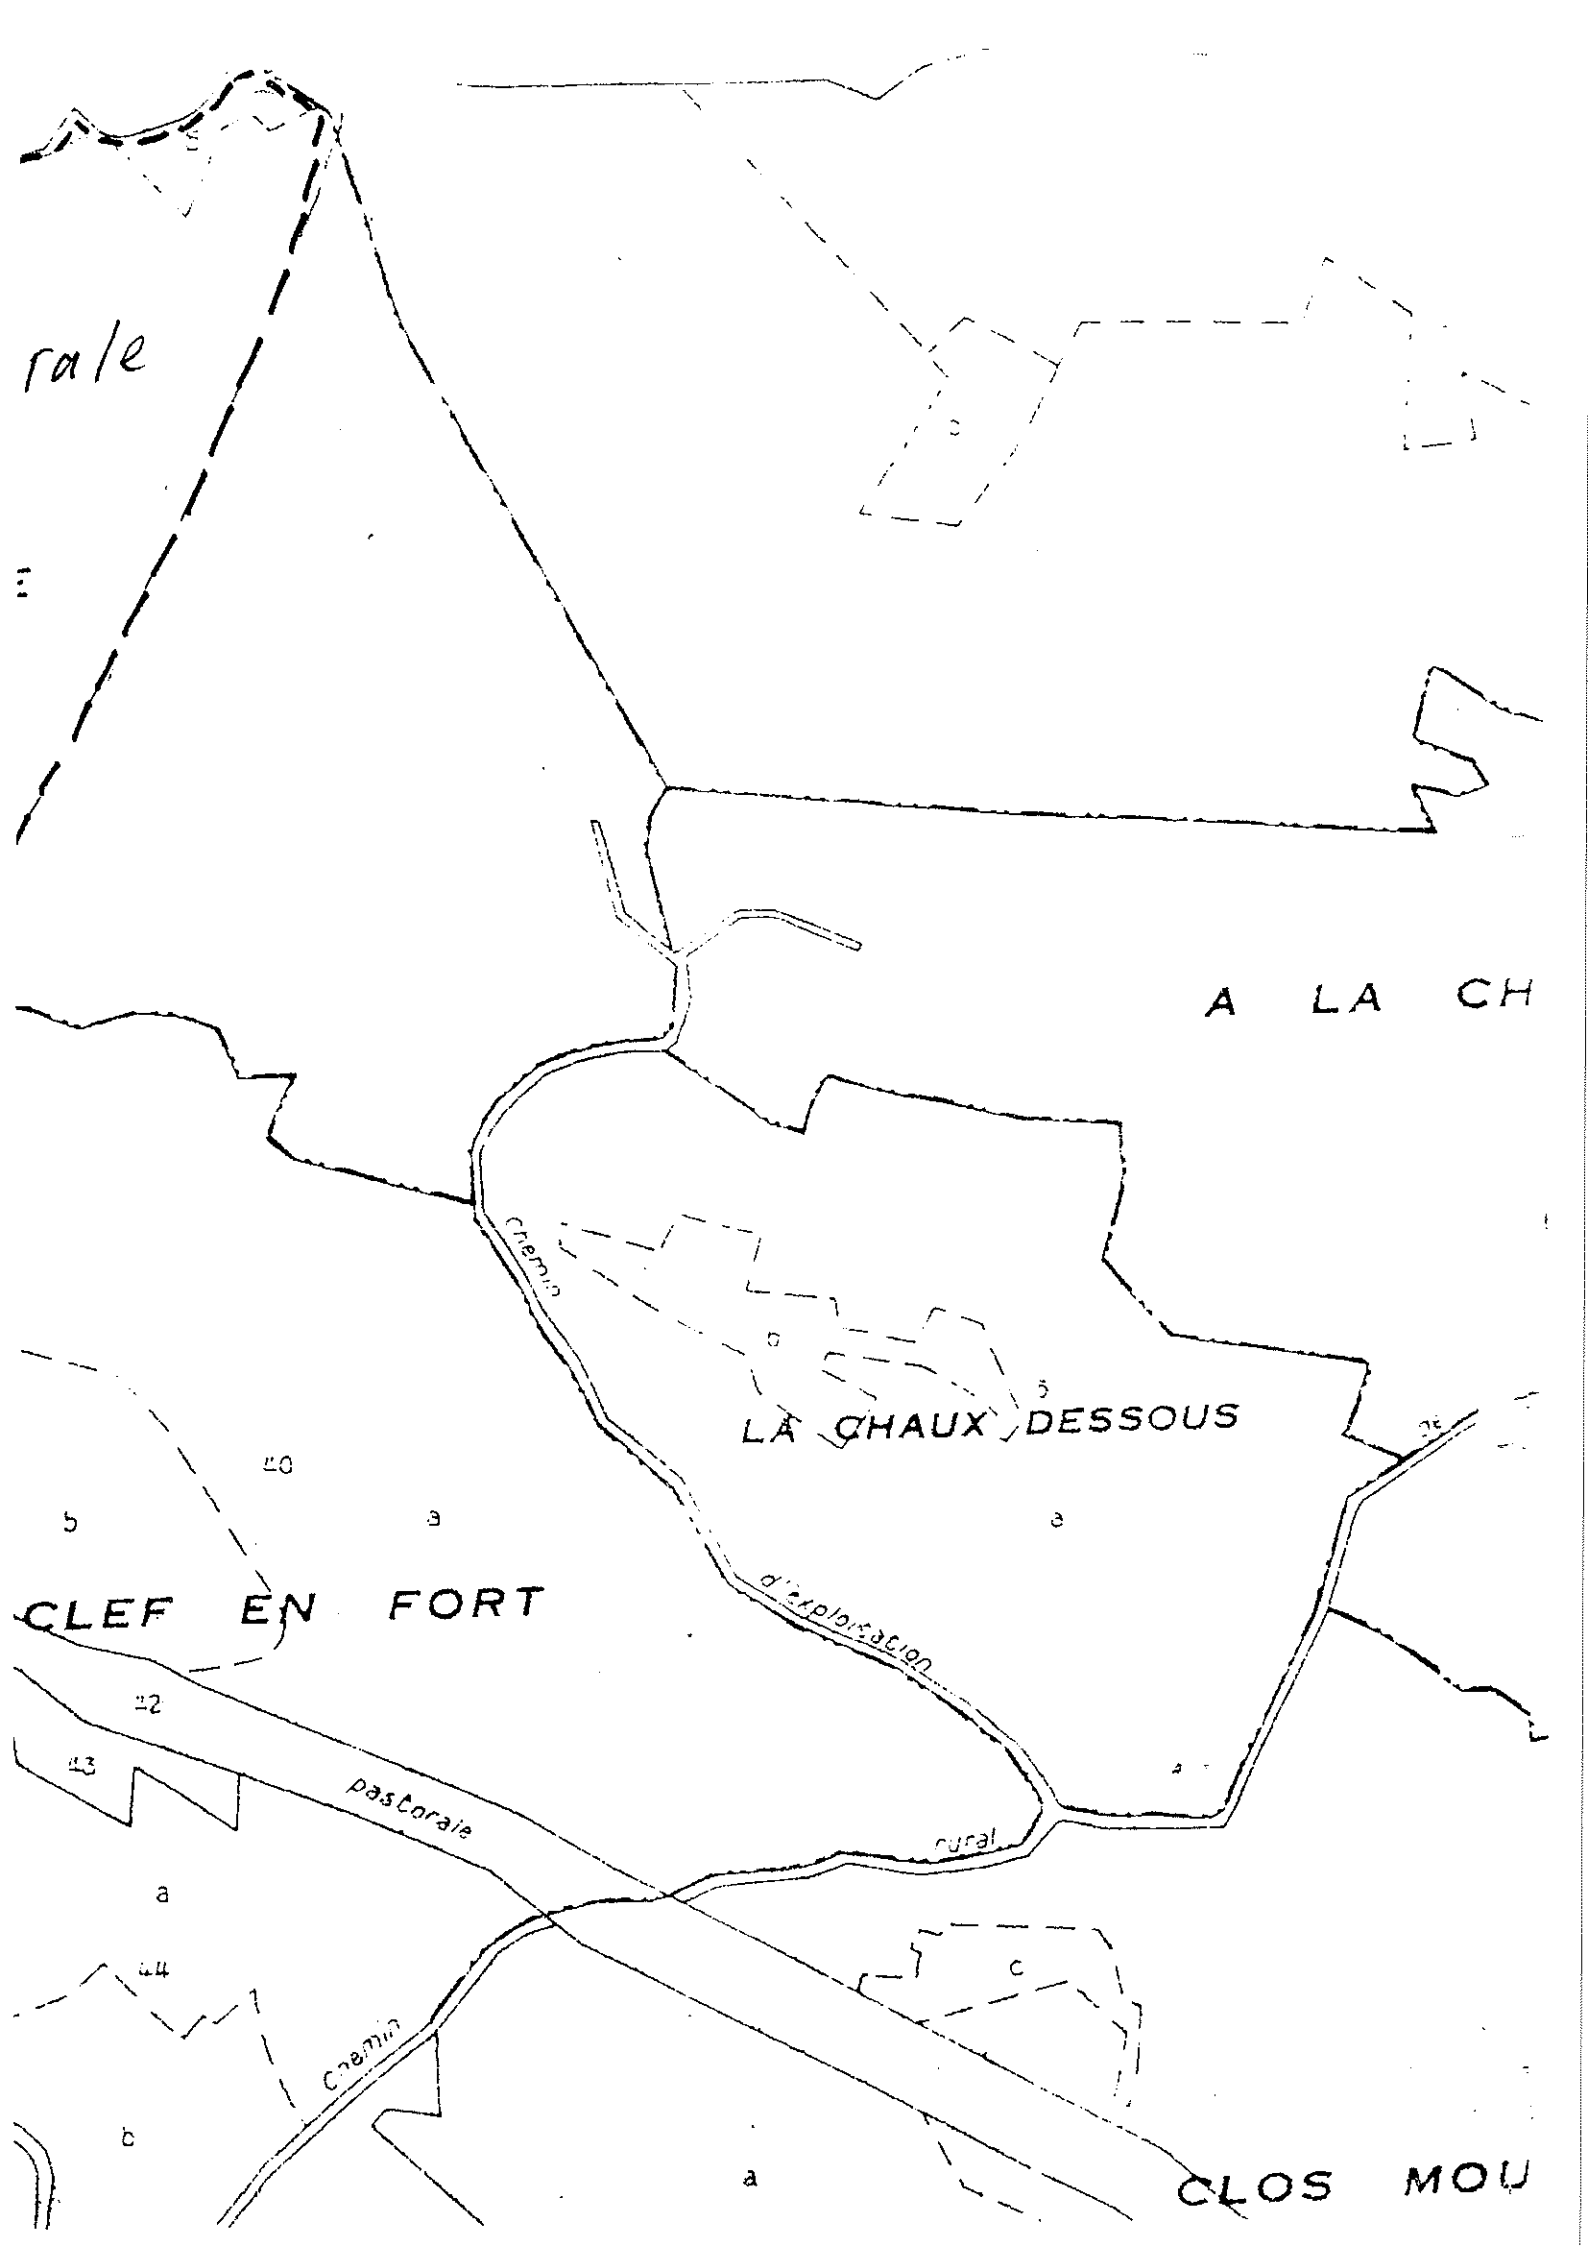 rale
A LA CH
chemin
LA CHAUX DESSOUS
40
b
a
a
d'exploitation
CLEF EN FORT
42
43
pastorale
rural
a
44
c
chemin
b
a
CLOS MOU